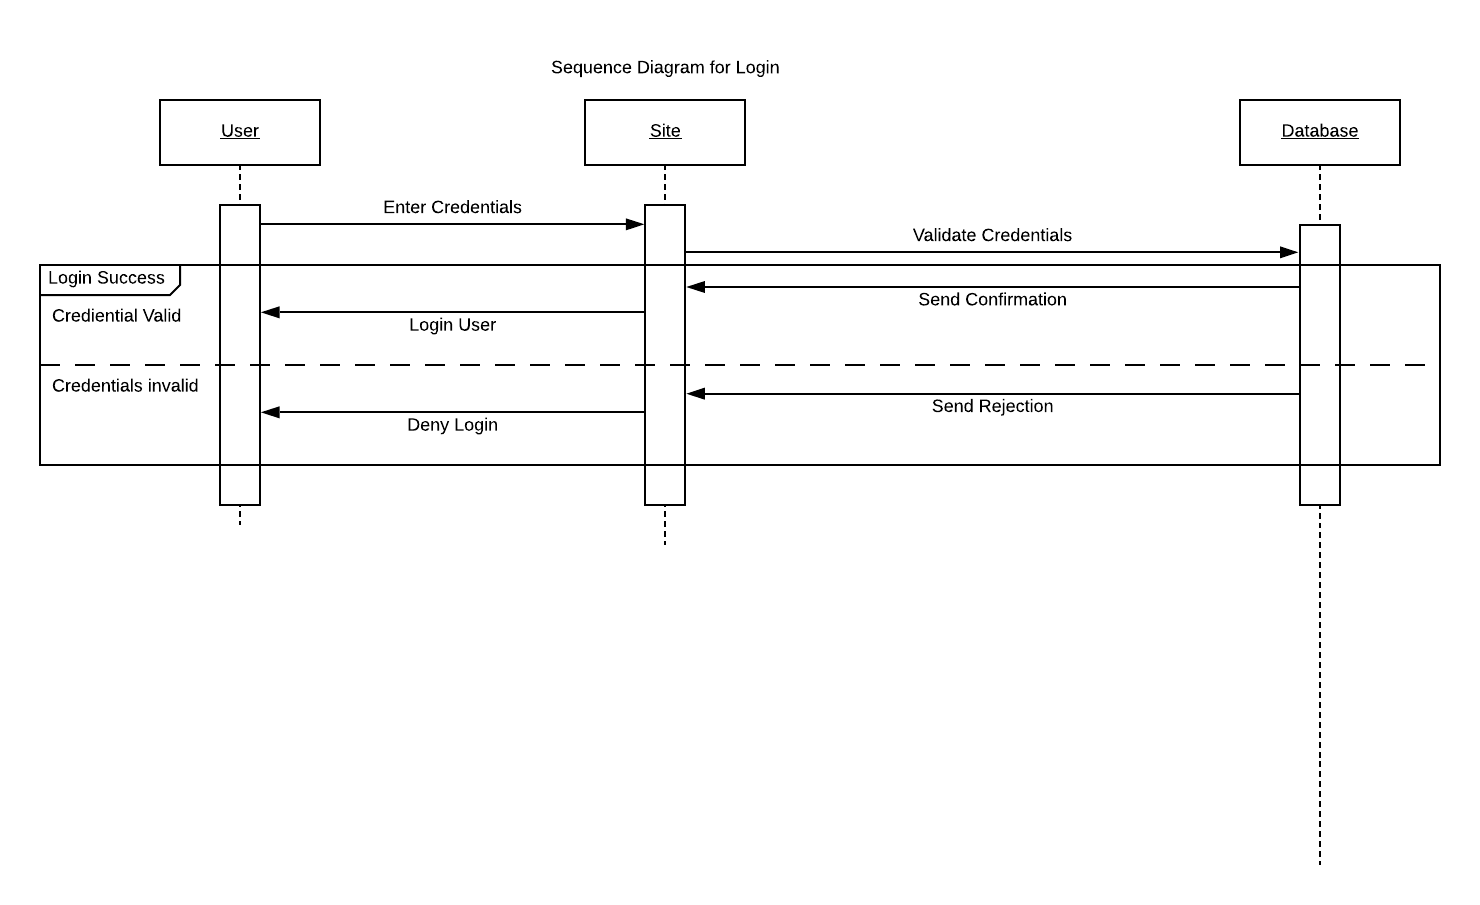 Sequence Diagram for Login
User
Site
Database
Enter Credentials
Validate Credentials
Login Success
Send Confirmation
Crediential Valid
Login User
Credentials invalid
Send Rejection
Deny Login